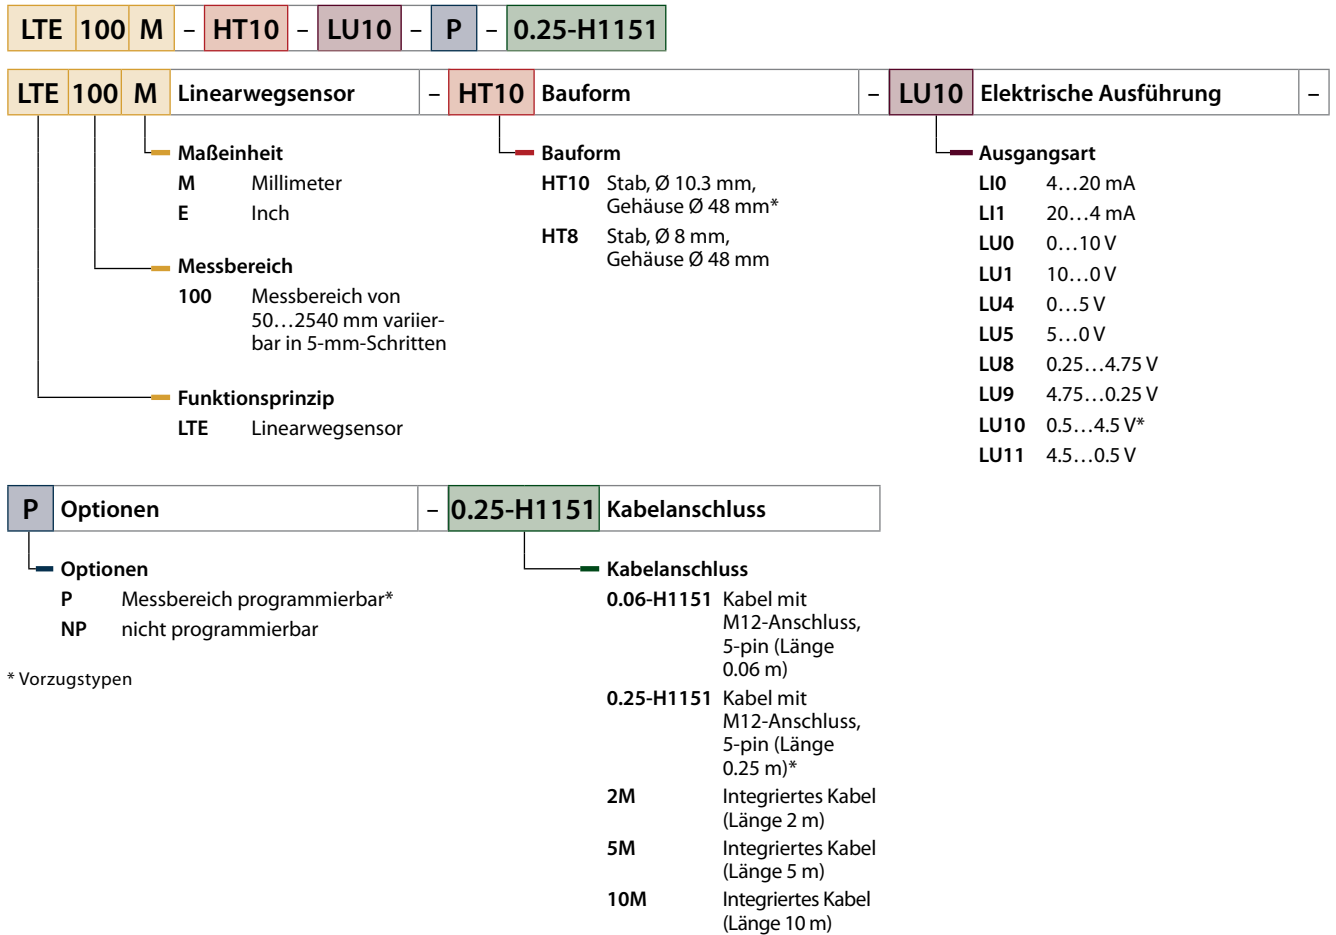 LTE 100 M – HT10 – LU10 – P – 0.25-H1151
LTE 100 M Linearwegsensor – HT10 Bauform – LU10 Elektrische Ausführung –
Maßeinheit
M Millimeter
E Inch
Messbereich
100 Messbereich von
50…2540 mm variier-
bar in 5-mm-Schritten
Funktionsprinzip
LTE Linearwegsensor
Bauform
HT10 Stab, Ø 10.3 mm,
Gehäuse Ø 48 mm*
HT8 Stab, Ø 8 mm,
Gehäuse Ø 48 mm
Ausgangsart
LI0 4…20 mA
LI1 20…4 mA
LU0 0…10 V
LU1 10…0 V
LU4 0…5 V
LU5 5…0 V
LU8 0.25…4.75 V
LU9 4.75…0.25 V
LU10 0.5…4.5 V*
LU11 4.5…0.5 V
P Optionen – 0.25-H1151 Kabelanschluss
Optionen
P Messbereich programmierbar*
NP nicht programmierbar
* Vorzugstypen
Kabelanschluss
0.06-H1151 Kabel mit
M12-Anschluss,
5-pin (Länge
0.06 m)
0.25-H1151 Kabel mit
M12-Anschluss,
5-pin (Länge
0.25 m)*
2M Integriertes Kabel
(Länge 2 m)
5M Integriertes Kabel
(Länge 5 m)
10M Integriertes Kabel
(Länge 10 m)